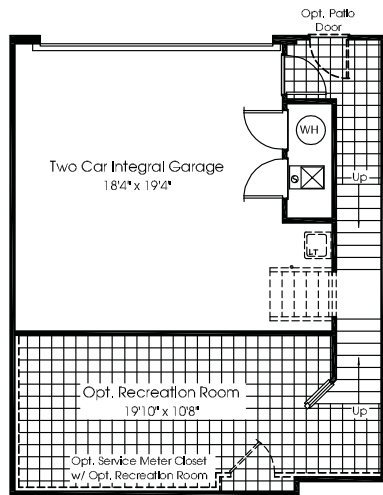 Opt. Patio
Door
WH
Two Car Integral Garage
18'4" x 19'4"
Up
LT
Opt. Recreation Room
19'10" x 10'8"
Up
Opt. Service Meter Closet
w/ Opt. Recreation Room